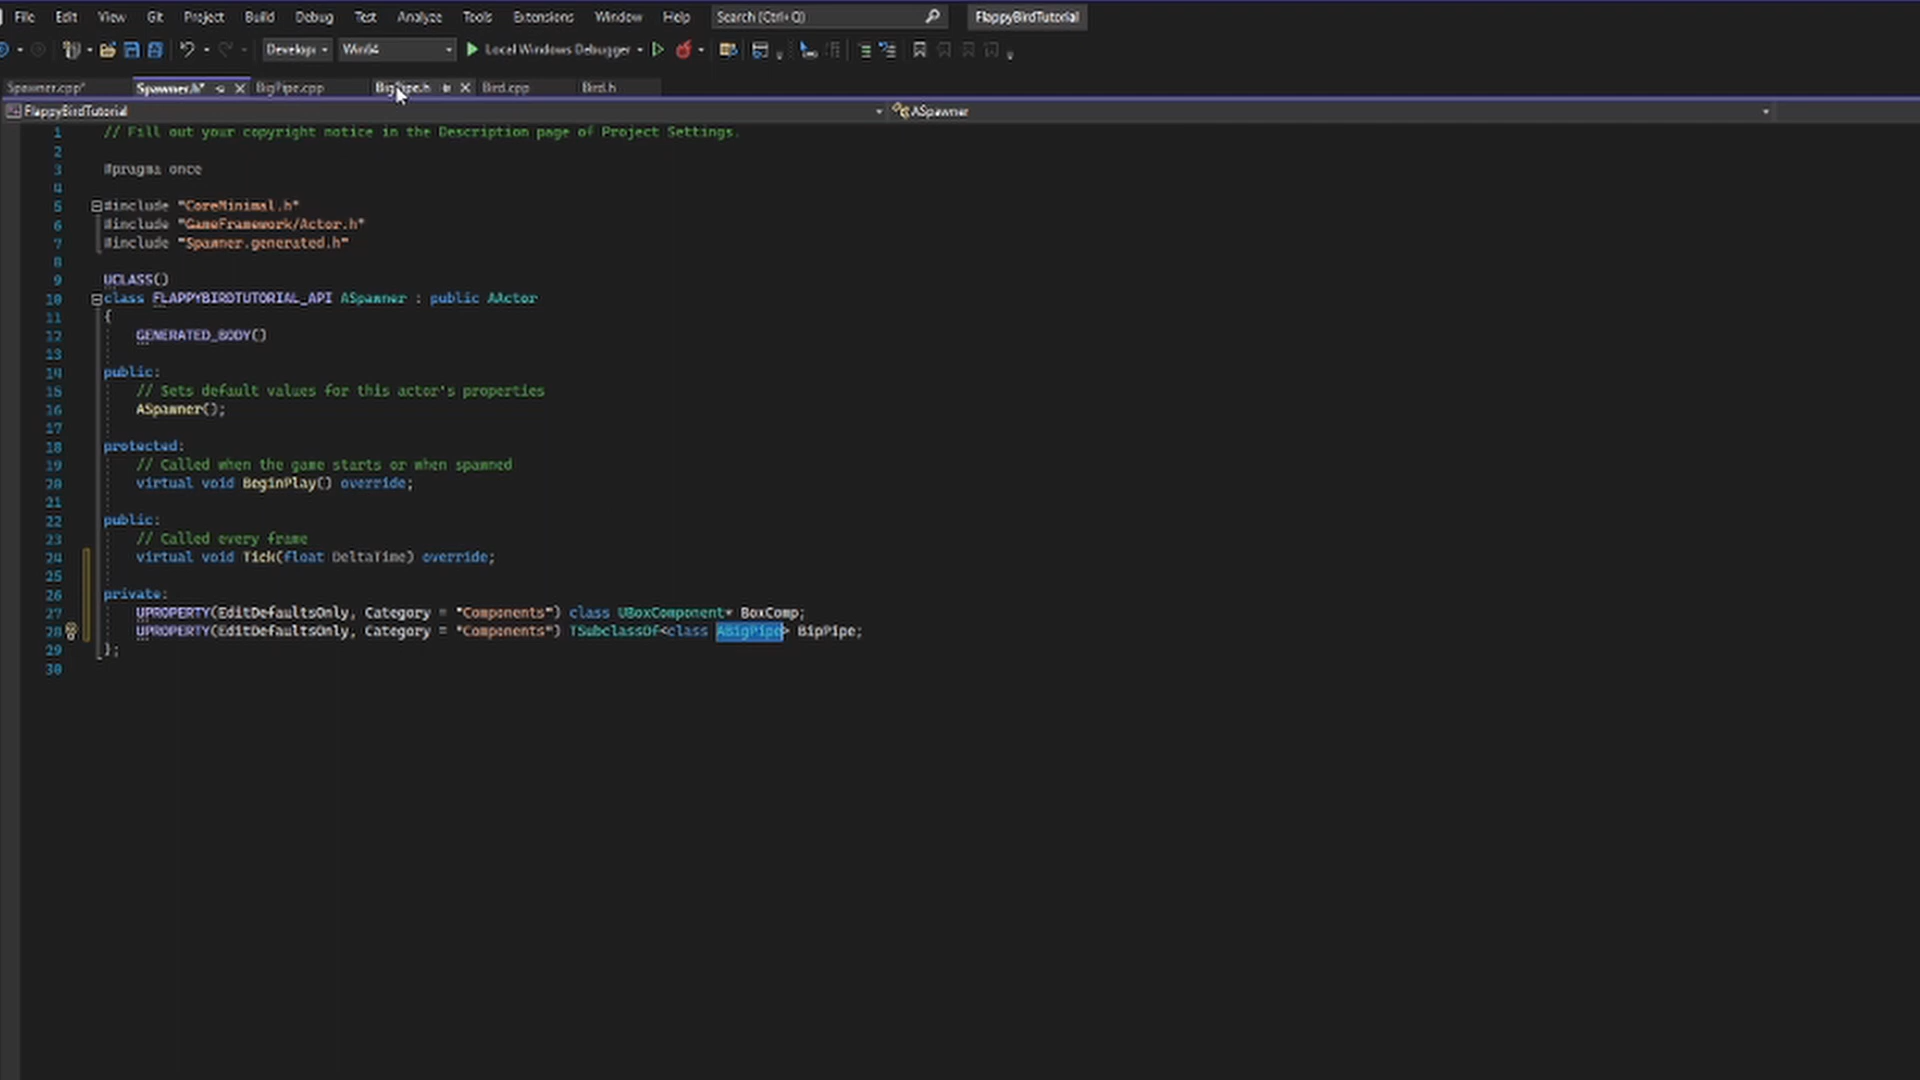 File Edit View Git Project Build Debug Test Analyze Tools Extensions Window Help Search (Ctrl+Q) FlappyBirdTutorial
Develop Win64 Local Windows Debugger
Spawner.cpp* Spawner.h* BigPipe.cpp BigPipe.h Bird.cpp Bird.h
FlappyBirdTutorial ASpawner
1 // Fill out your copyright notice in the Description page of Project Settings.
2
3 #pragma once
4
5 #include "CoreMinimal.h"
6 #include "GameFramework/Actor.h"
7 #include "Spawner.generated.h"
8
9 UCLASS()
10 class FLAPPYBIRDTUTORIAL_API ASpawner : public AActor
11 {
12 GENERATED_BODY()
13
14 public:
15 // Sets default values for this actor's properties
16 ASpawner();
17
18 protected:
19 // Called when the game starts or when spawned
20 virtual void BeginPlay() override;
21
22 public:
23 // Called every frame
24 virtual void Tick(float DeltaTime) override;
25
26 private:
27 UPROPERTY(EditDefaultsOnly, Category = "Components") class UBoxComponent* BoxComp;
28 UPROPERTY(EditDefaultsOnly, Category = "Components") TSubclassOf<class ABigPipe> BipPipe;
29 };
30